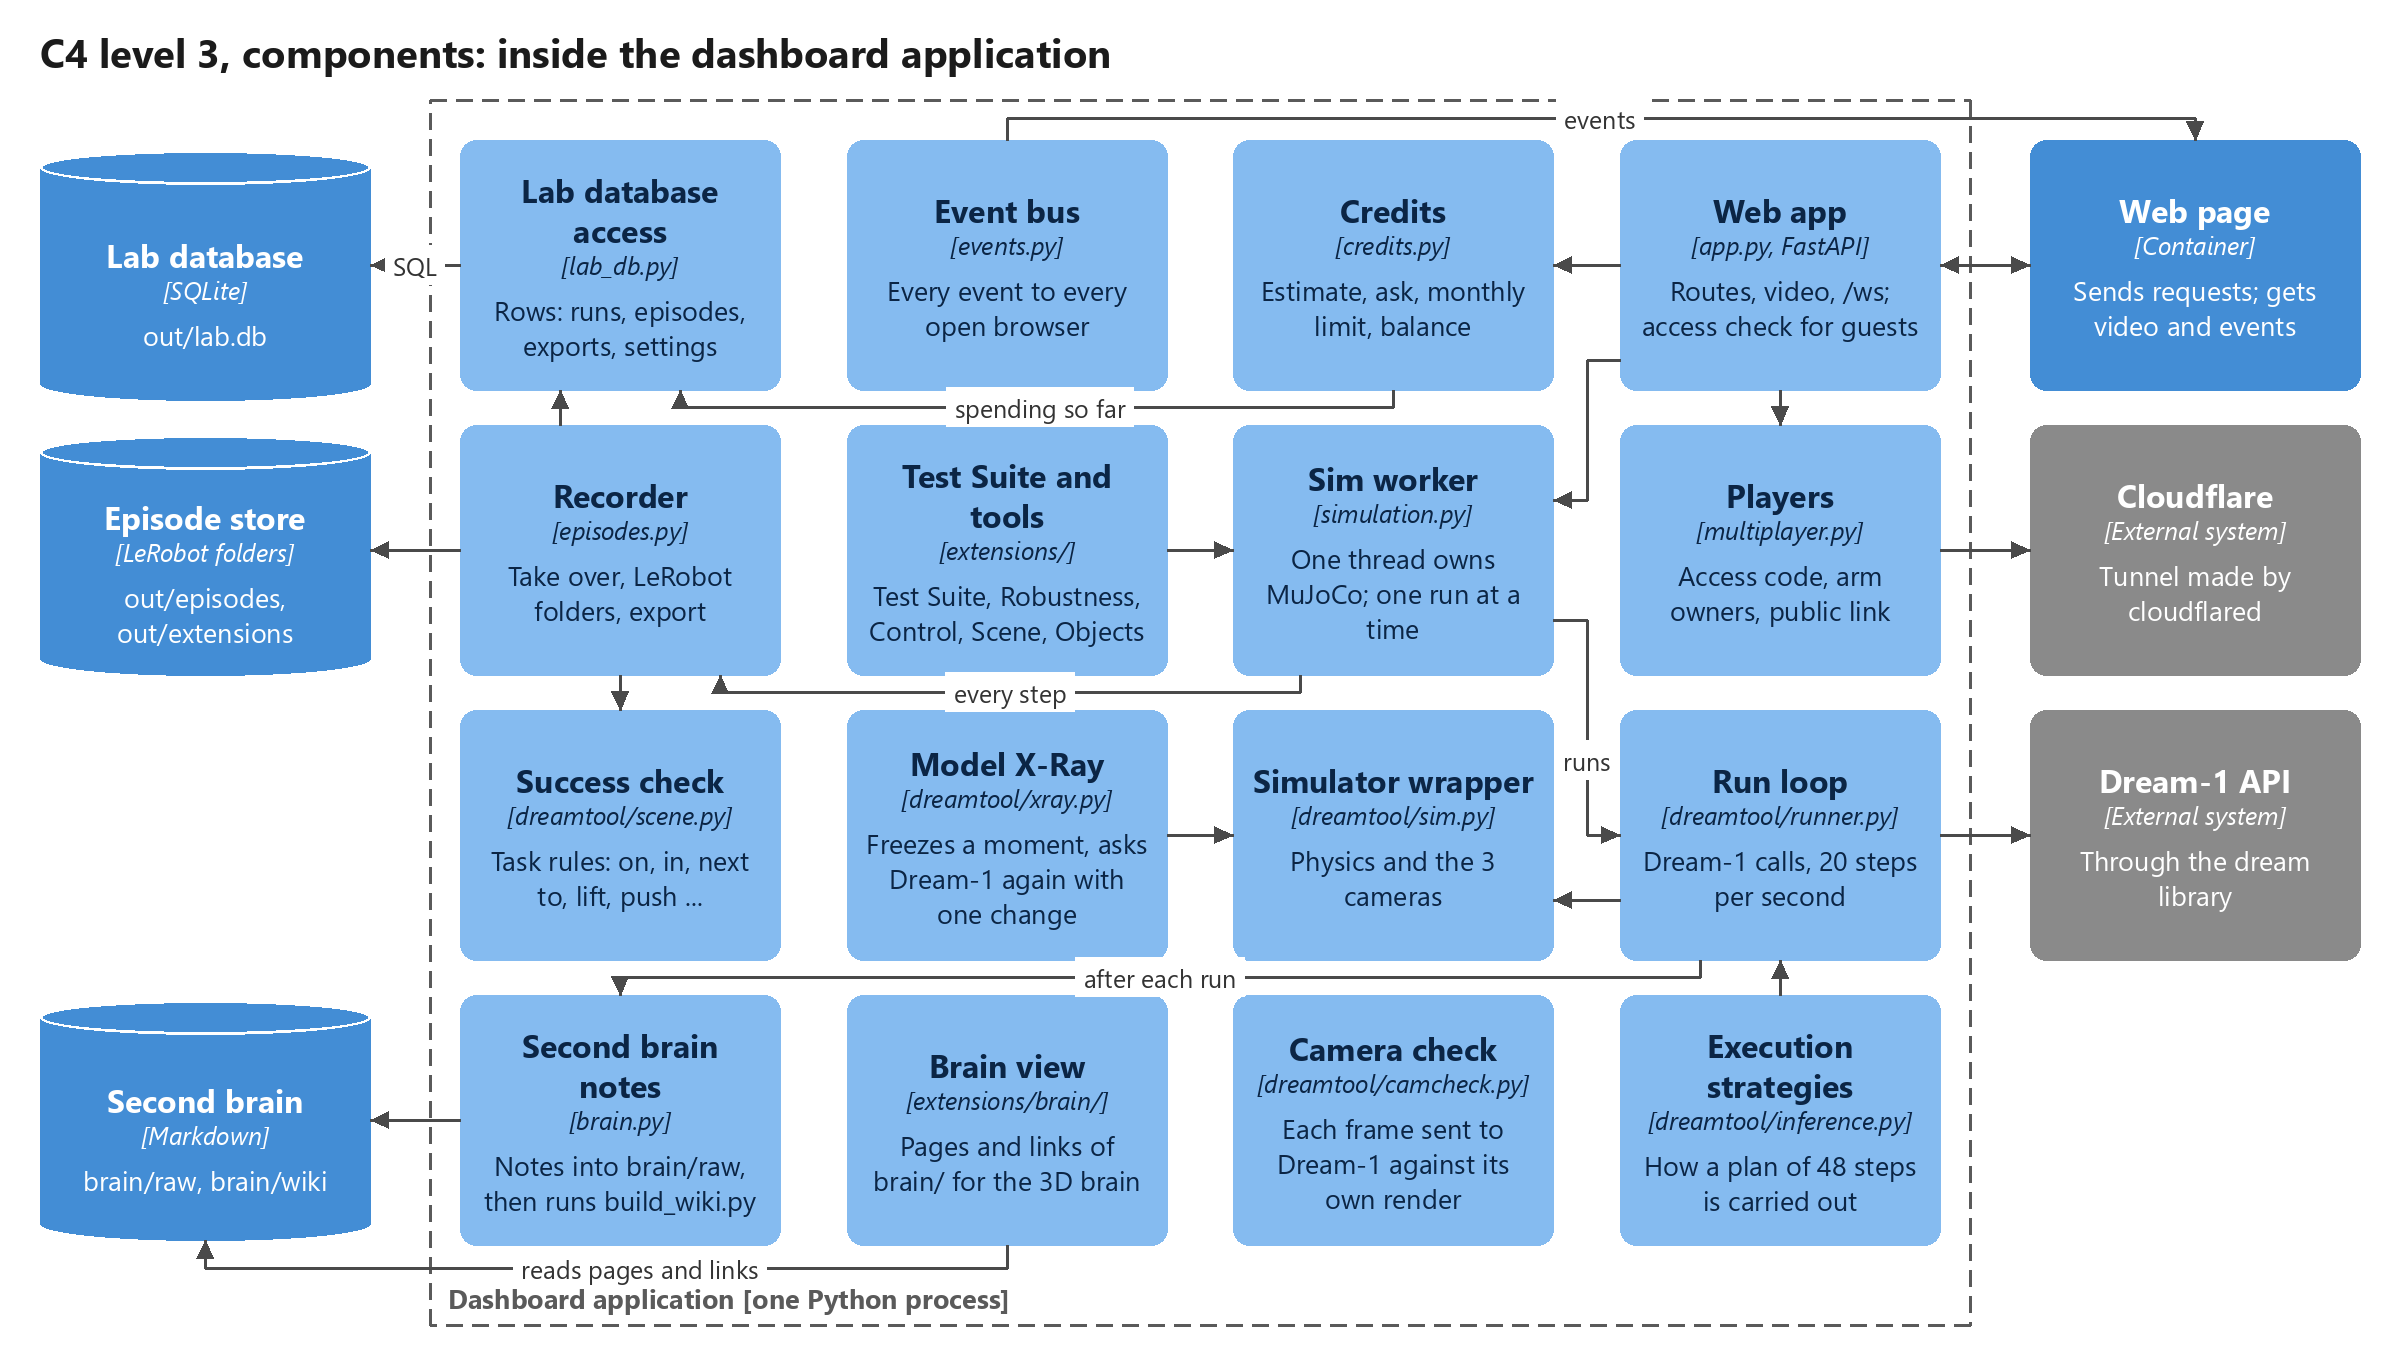 C4 level 3, components: inside the dashboard application
events
Lab database
[SQLite]
out/lab.db
SQL
Lab database
access
[lab_db.py]
Rows: runs, episodes,
exports, settings
Event bus
[events.py]
Every event to every
open browser
Credits
[credits.py]
Estimate, ask, monthly
limit, balance
Web app
[app.py, FastAPI]
Routes, video, /ws;
access check for guests
Web page
[Container]
Sends requests; gets
video and events
spending so far
Episode store
[LeRobot folders]
out/episodes,
out/extensions
Recorder
[episodes.py]
Take over, LeRobot
folders, export
Test Suite and
tools
[extensions/]
Test Suite, Robustness,
Control, Scene, Objects
Sim worker
[simulation.py]
One thread owns
MuJoCo; one run at a
time
Players
[multiplayer.py]
Access code, arm
owners, public link
Cloudflare
[External system]
Tunnel made by
cloudflared
every step
Success check
[dreamtool/scene.py]
Task rules: on, in, next
to, lift, push ...
Model X-Ray
[dreamtool/xray.py]
Freezes a moment, asks
Dream-1 again with
one change
Simulator wrapper
[dreamtool/sim.py]
Physics and the 3
cameras
runs
Run loop
[dreamtool/runner.py]
Dream-1 calls, 20 steps
per second
Dream-1 API
[External system]
Through the dream
library
after each run
Second brain
[Markdown]
brain/raw, brain/wiki
Second brain
notes
[brain.py]
Notes into brain/raw,
then runs build_wiki.py
Brain view
[extensions/brain/]
Pages and links of
brain/ for the 3D brain
Camera check
[dreamtool/camcheck.py]
Each frame sent to
Dream-1 against its
own render
Execution
strategies
[dreamtool/inference.py]
How a plan of 48 steps
is carried out
reads pages and links
Dashboard application [one Python process]